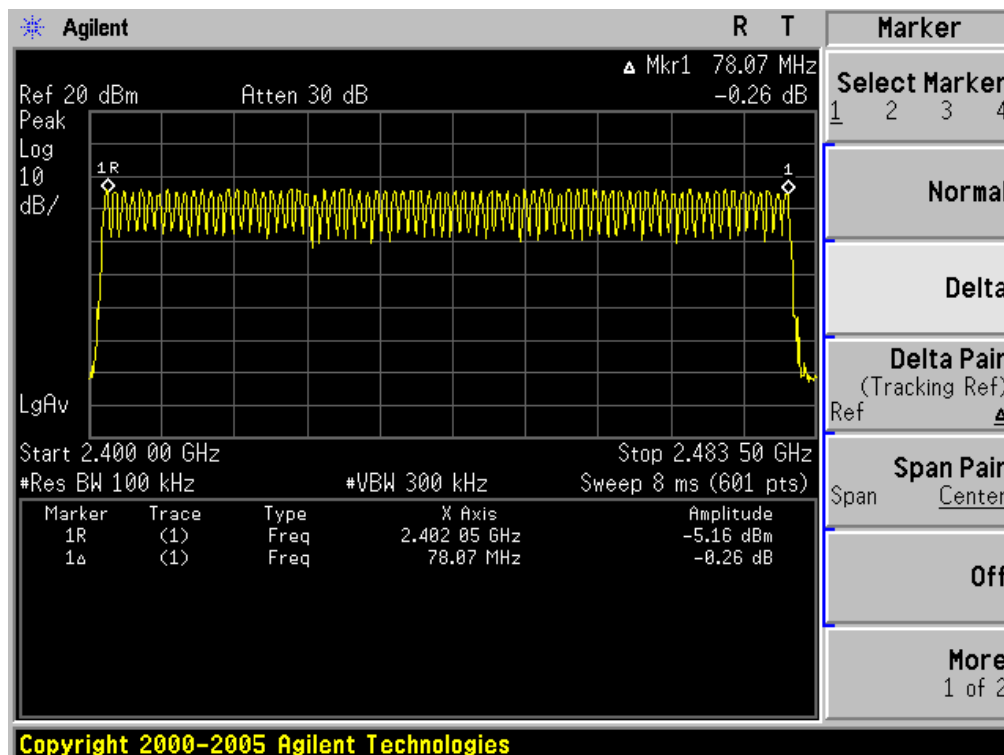 Agilent R T
Δ Mkr1 78.07 MHz
Ref 20 dBm Atten 30 dB -0.26 dB
Peak
Log
10
dB/
1R
1
LgAv
Start 2.400 00 GHz Stop 2.483 50 GHz
#Res BW 100 kHz #VBW 300 kHz Sweep 8 ms (601 pts)
Marker Trace Type X Axis Amplitude
1R (1) Freq 2.402 05 GHz -5.16 dBm
1Δ (1) Freq 78.07 MHz -0.26 dB
Copyright 2000-2005 Agilent Technologies
Marker
Select Marker
1 2 3 4
Normal
Delta
Delta Pair
(Tracking Ref)
Ref Δ
Span Pair
Span Center
Off
More
1 of 2